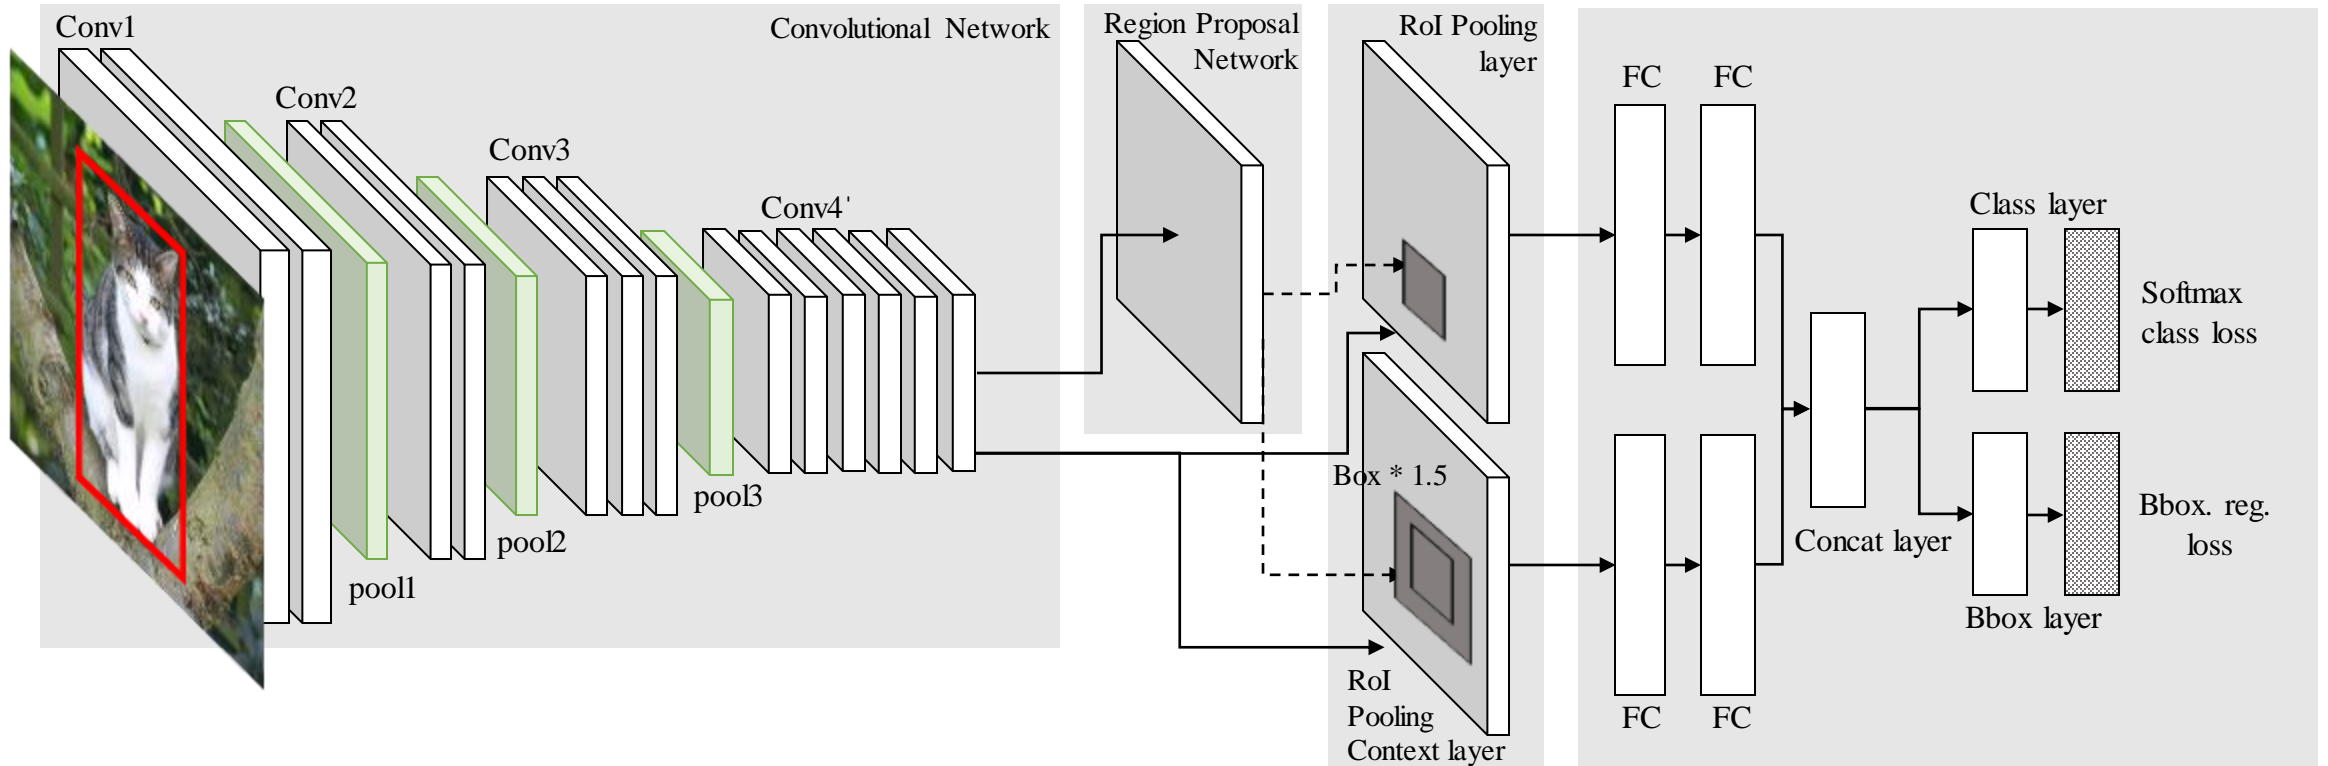 Conv1
Convolutional Network
Conv2
Conv3
Conv4'
pool1
pool2
pool3
Region Proposal
Network
RoI Pooling
layer
Box * 1.5
RoI
Pooling
Context layer
FC
FC
FC
FC
Concat layer
Class layer
Softmax
class loss
Bbox. reg.
loss
Bbox layer